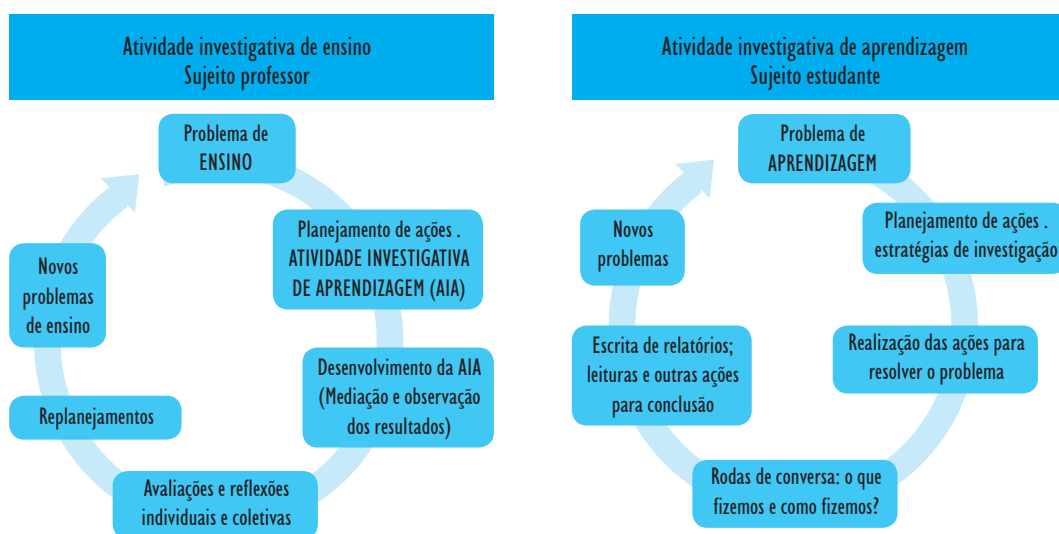 Atividade investigativa de ensino
Sujeito professor
Problema de
ENSINO
Planejamento de ações .
ATIVIDADE INVESTIGATIVA
DE APRENDIZAGEM (AIA)
Desenvolvimento da AIA
(Mediação e observação
dos resultados)
Avaliações e reflexões
individuais e coletivas
Replanejamentos
Novos
problemas
de ensino
Atividade investigativa de aprendizagem
Sujeito estudante
Problema de
APRENDIZAGEM
Planejamento de ações .
estratégias de investigação
Realização das ações para
resolver o problema
Rodas de conversa: o que
fizemos e como fizemos?
Escrita de relatórios;
leituras e outras ações
para conclusão
Novos
problemas